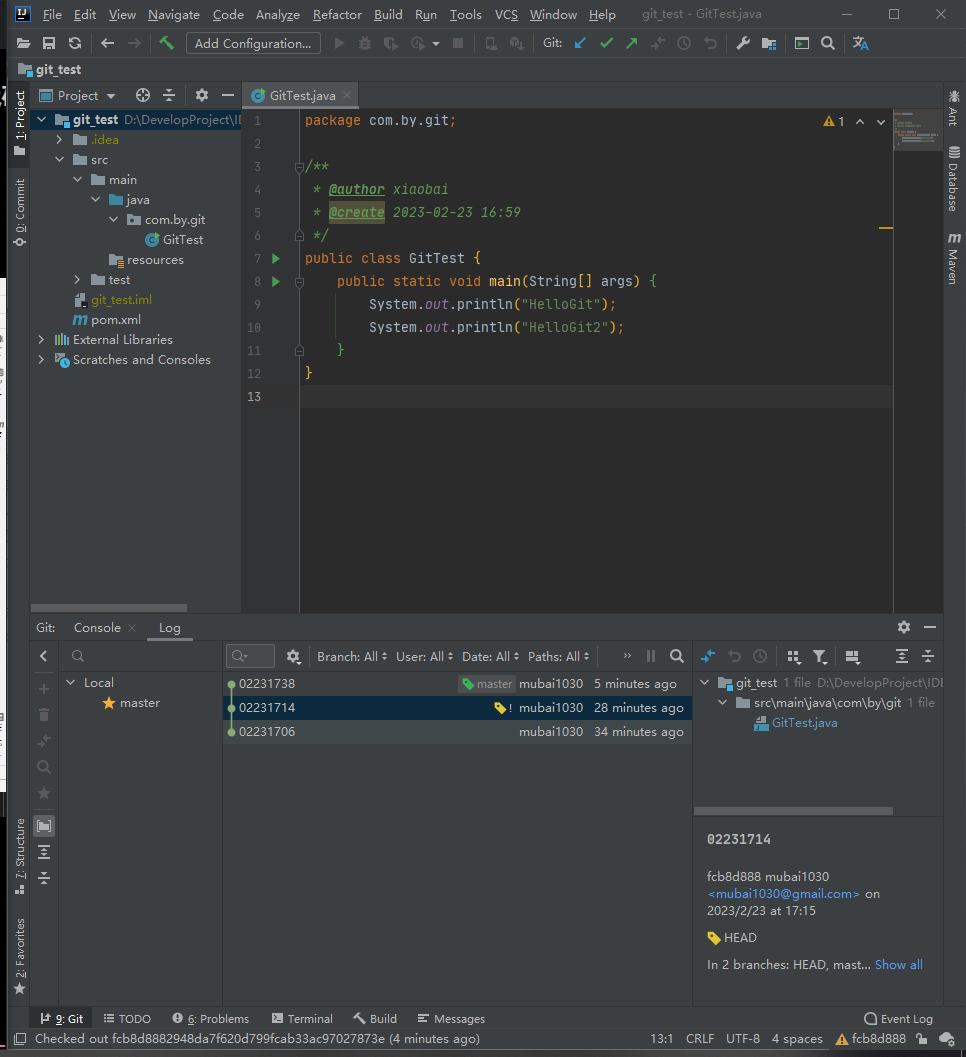 File Edit View Navigate Code Analyze Refactor Build Run Tools VCS Window Help git_test - GitTest.java
Add Configuration... Git:
git_test
1: Project
0: Commit
7: Structure
2: Favorites
Project
git_test D:\DevelopProject\ID
.idea
src
main
java
com.by.git
GitTest
resources
test
git_test.iml
pom.xml
External Libraries
Scratches and Consoles
GitTest.java
1 package com.by.git;
2
3 /**
4 * @author xiaobai
5 * @create 2023-02-23 16:59
6 */
7 public class GitTest {
8 public static void main(String[] args) {
9 System.out.println("HelloGit");
10 System.out.println("HelloGit2");
11 }
12 }
13
1
Ant
Database
Maven
Git: Console Log
Local
master
Branch: All User: All Date: All Paths: All
02231738 master mubai1030 5 minutes ago
02231714 ! mubai1030 28 minutes ago
02231706 mubai1030 34 minutes ago
git_test 1 file D:\DevelopProject\IDE
src\main\java\com\by\git 1 file
GitTest.java
02231714
fcb8d888 mubai1030
<mubai1030@gmail.com> on
2023/2/23 at 17:15
HEAD
In 2 branches: HEAD, mast... Show all
9: Git TODO 6: Problems Terminal Build Messages Event Log
Checked out fcb8d8882948da7f620d799fcab33ac97027873e (4 minutes ago) 13:1 CRLF UTF-8 4 spaces fcb8d888